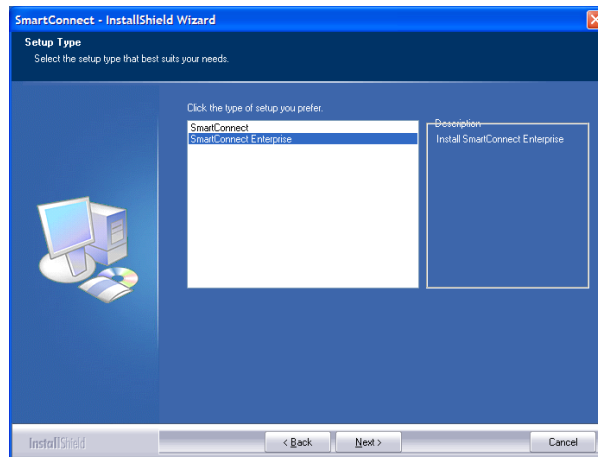 SmartConnect - InstallShield Wizard
Setup Type
Select the setup type that best suits your needs.
Click the type of setup you prefer.
SmartConnect
SmartConnect Enterprise
Description
Install SmartConnect Enterprise
InstallShield
< Back
Next >
Cancel